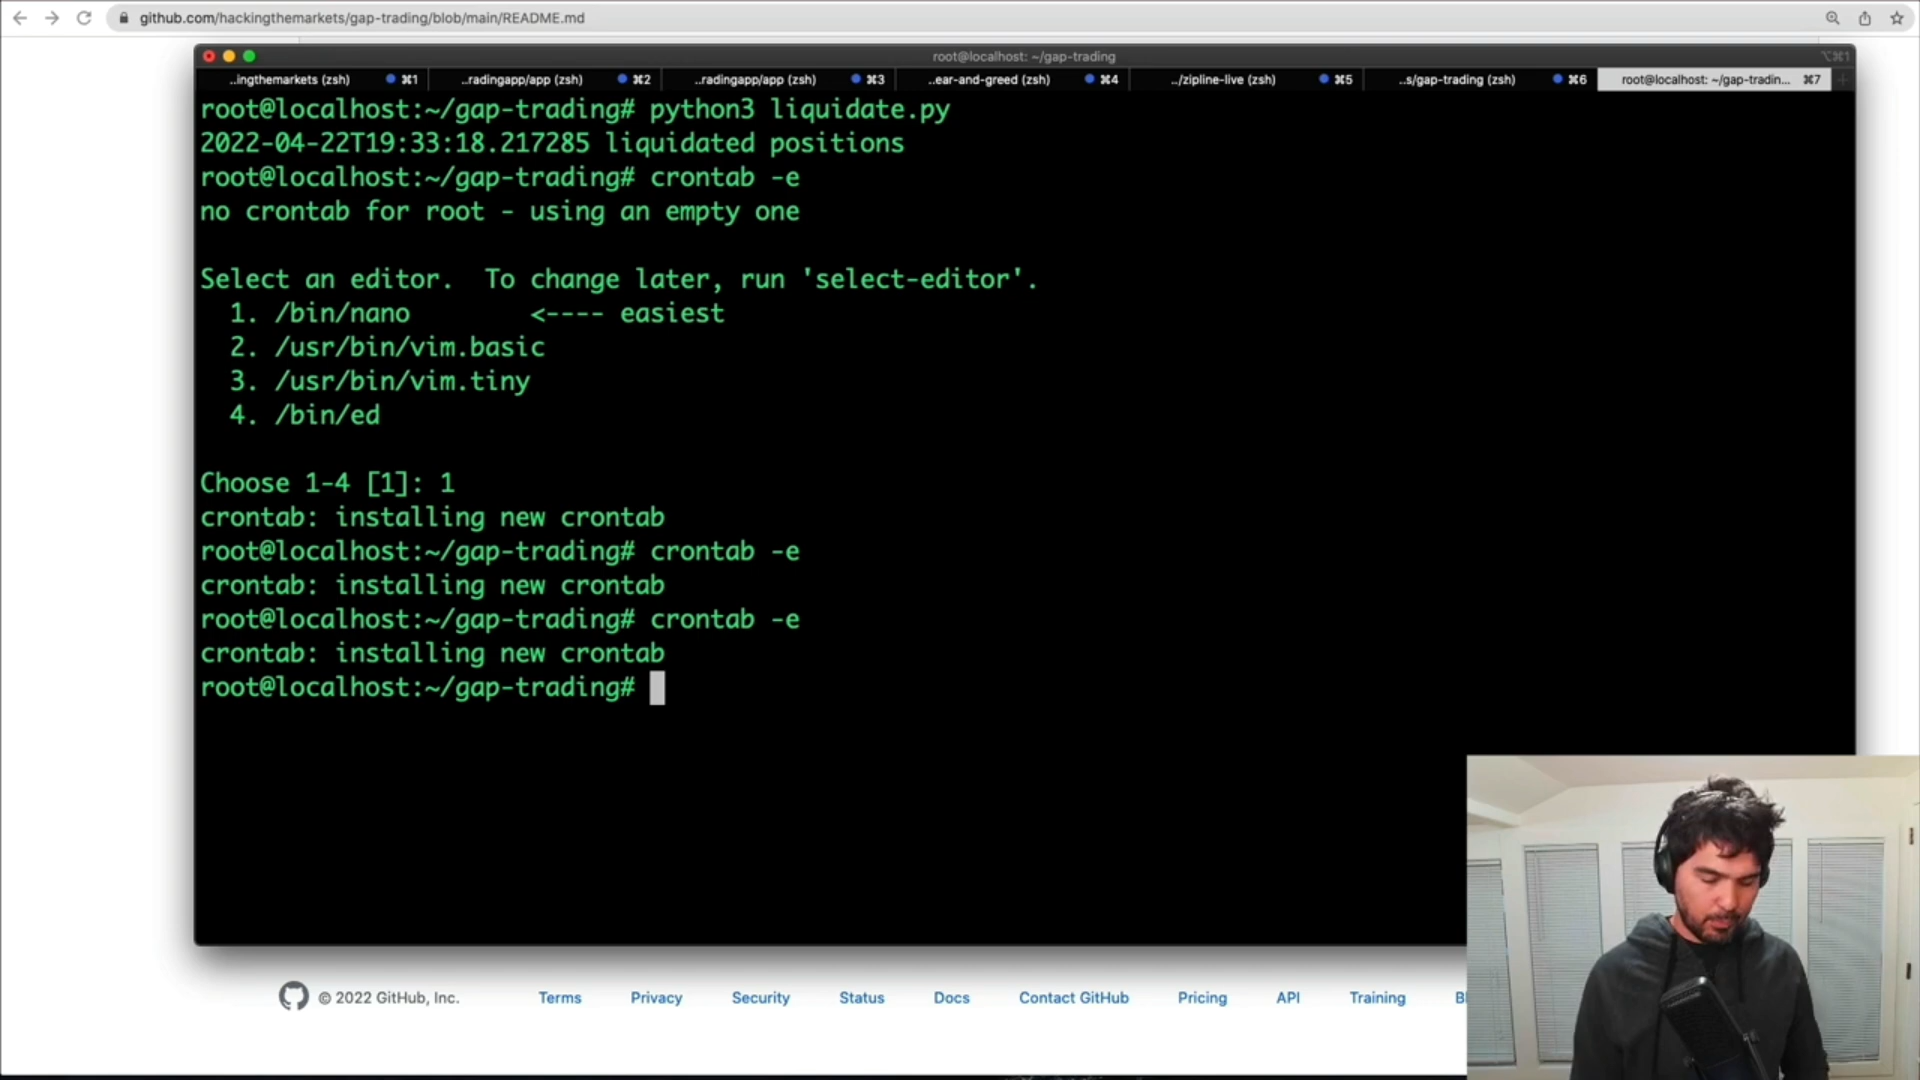 github.com/hackingthemarkets/gap-trading/blob/main/README.md
root@localhost: ~/gap-trading
⌥⌘1
..ingthemarkets (zsh) ⌘1 ..radingapp/app (zsh) ⌘2 ..radingapp/app (zsh) ⌘3 ..ear-and-greed (zsh) ⌘4 ../zipline-live (zsh) ⌘5 ..s/gap-trading (zsh) ⌘6 root@localhost: ~/gap-tradin... ⌘7
root@localhost:~/gap-trading# python3 liquidate.py
2022-04-22T19:33:18.217285 liquidated positions
root@localhost:~/gap-trading# crontab -e
no crontab for root - using an empty one
Select an editor.  To change later, run 'select-editor'.
1. /bin/nano        <---- easiest
2. /usr/bin/vim.basic
3. /usr/bin/vim.tiny
4. /bin/ed
Choose 1-4 [1]: 1
crontab: installing new crontab
root@localhost:~/gap-trading# crontab -e
crontab: installing new crontab
root@localhost:~/gap-trading# crontab -e
crontab: installing new crontab
root@localhost:~/gap-trading#
© 2022 GitHub, Inc. Terms Privacy Security Status Docs Contact GitHub Pricing API Training